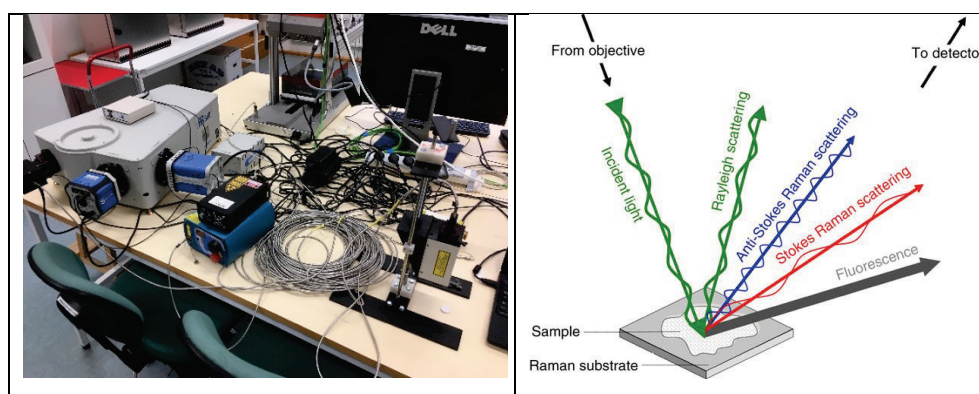 DELL
From objective
To detecto
Incident light
Rayleigh scattering
Anti-Stokes Raman scattering
Stokes Raman scattering
Fluorescence
Sample
Raman substrate